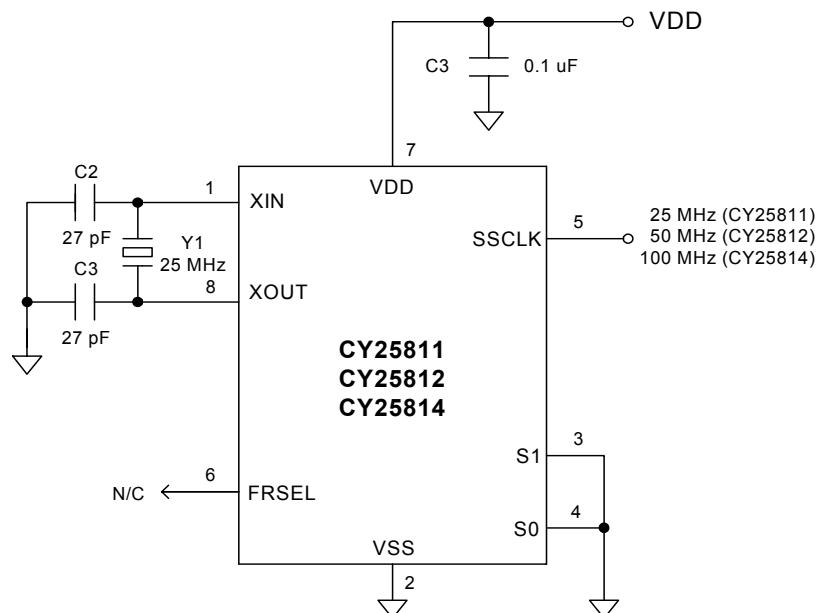 VDD
C3 0.1 uF
7
VDD
C2
27 pF
1
XIN
Y1
25 MHz
C3
27 pF
8
XOUT
SSCLK
5
25 MHz (CY25811)
50 MHz (CY25812)
100 MHz (CY25814)
CY25811
CY25812
CY25814
S1
3
N/C
6
FRSEL
S0
4
VSS
2